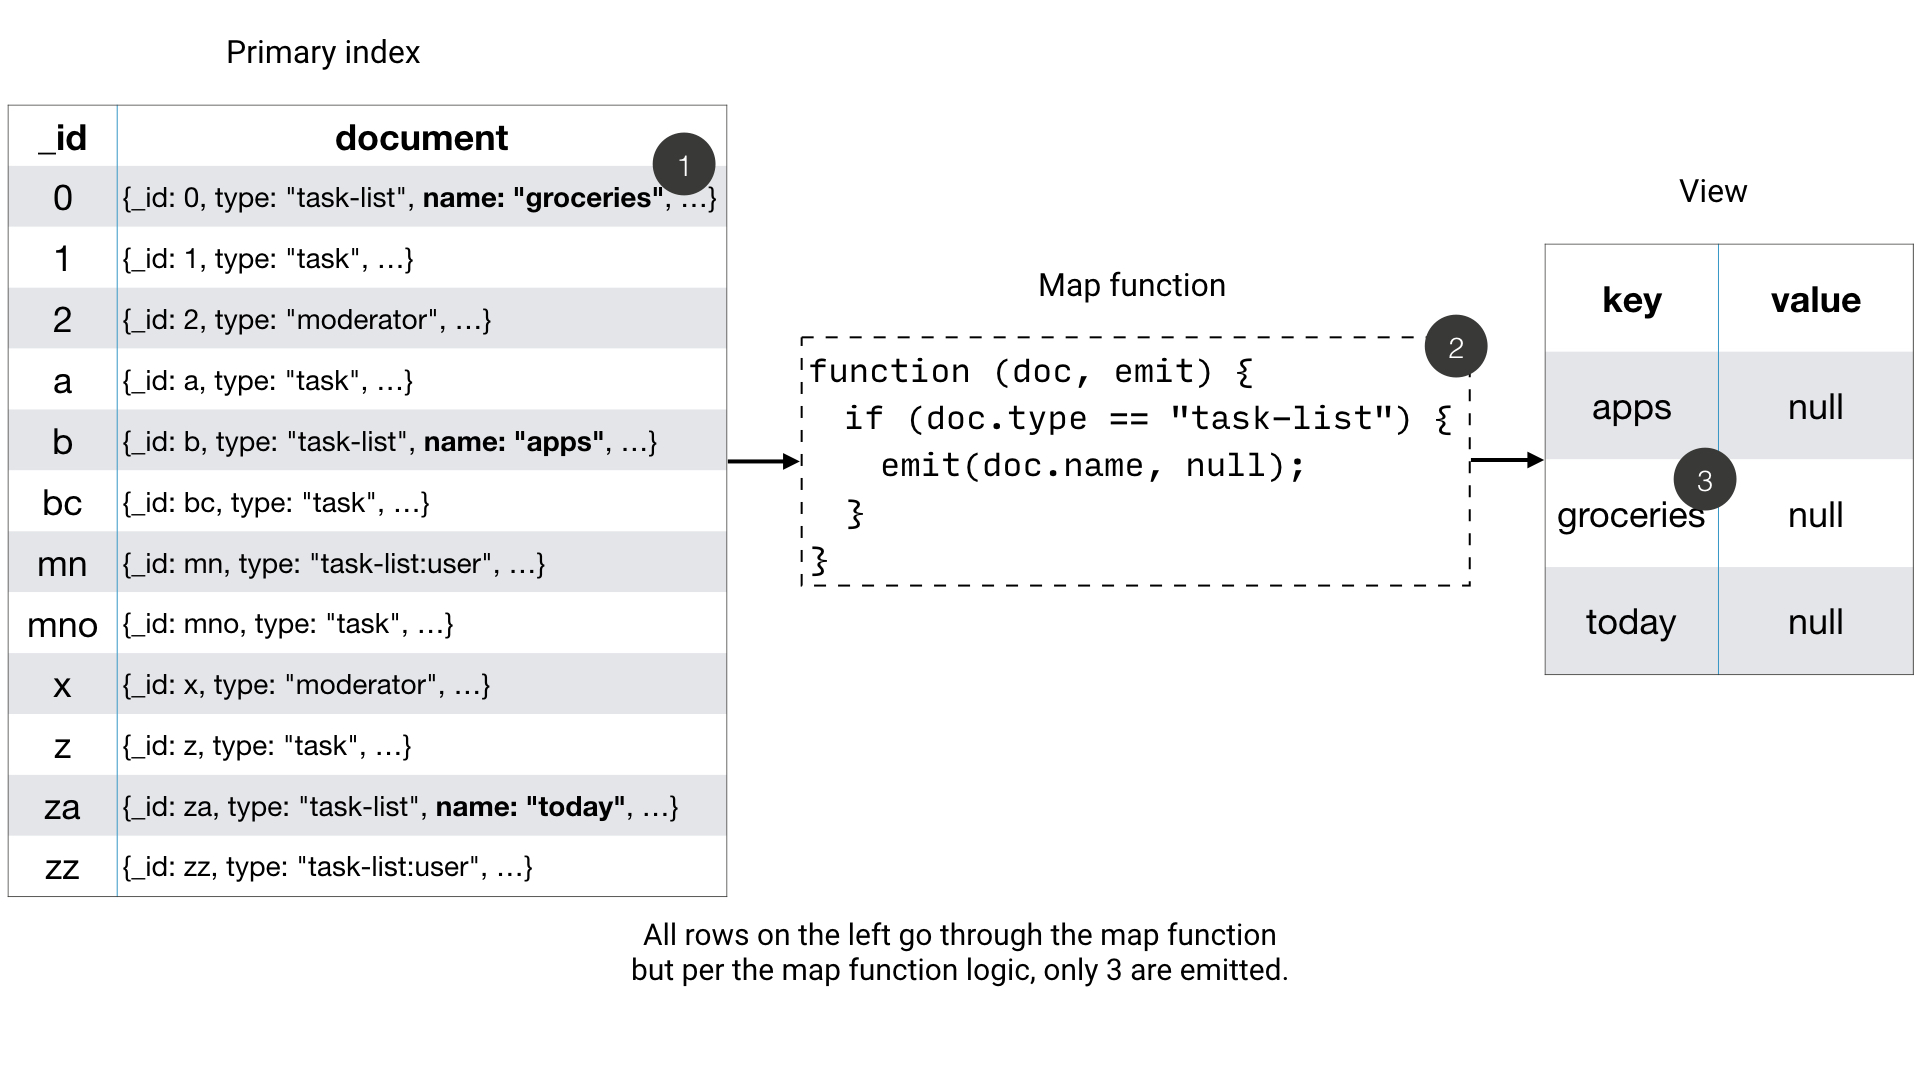 Primary index
_id document
1
0 {_id: 0, type: "task-list", name: "groceries", ...}
1 {_id: 1, type: "task", ...}
2 {_id: 2, type: "moderator", ...}
a {_id: a, type: "task", ...}
b {_id: b, type: "task-list", name: "apps", ...}
bc {_id: bc, type: "task", ...}
mn {_id: mn, type: "task-list:user", ...}
mno {_id: mno, type: "task", ...}
x {_id: x, type: "moderator", ...}
z {_id: z, type: "task", ...}
za {_id: za, type: "task-list", name: "today", ...}
zz {_id: zz, type: "task-list:user", ...}
Map function
2
function (doc, emit) {
if (doc.type == "task-list") {
emit(doc.name, null);
}
}
View
key value
apps null
3
groceries null
today null
All rows on the left go through the map function
but per the map function logic, only 3 are emitted.